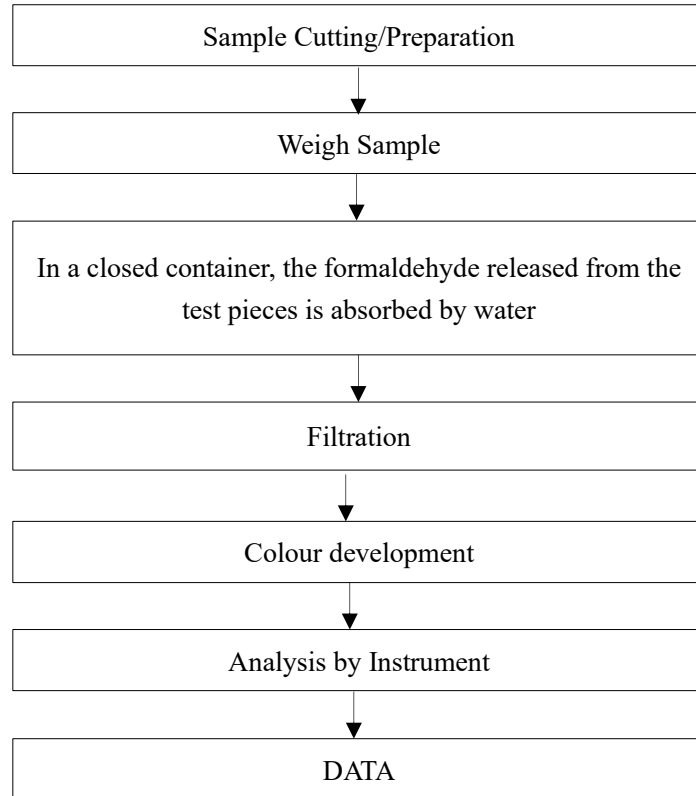 Sample Cutting/Preparation
Weigh Sample
In a closed container, the formaldehyde released from the
test pieces is absorbed by water
Filtration
Colour development
Analysis by Instrument
DATA